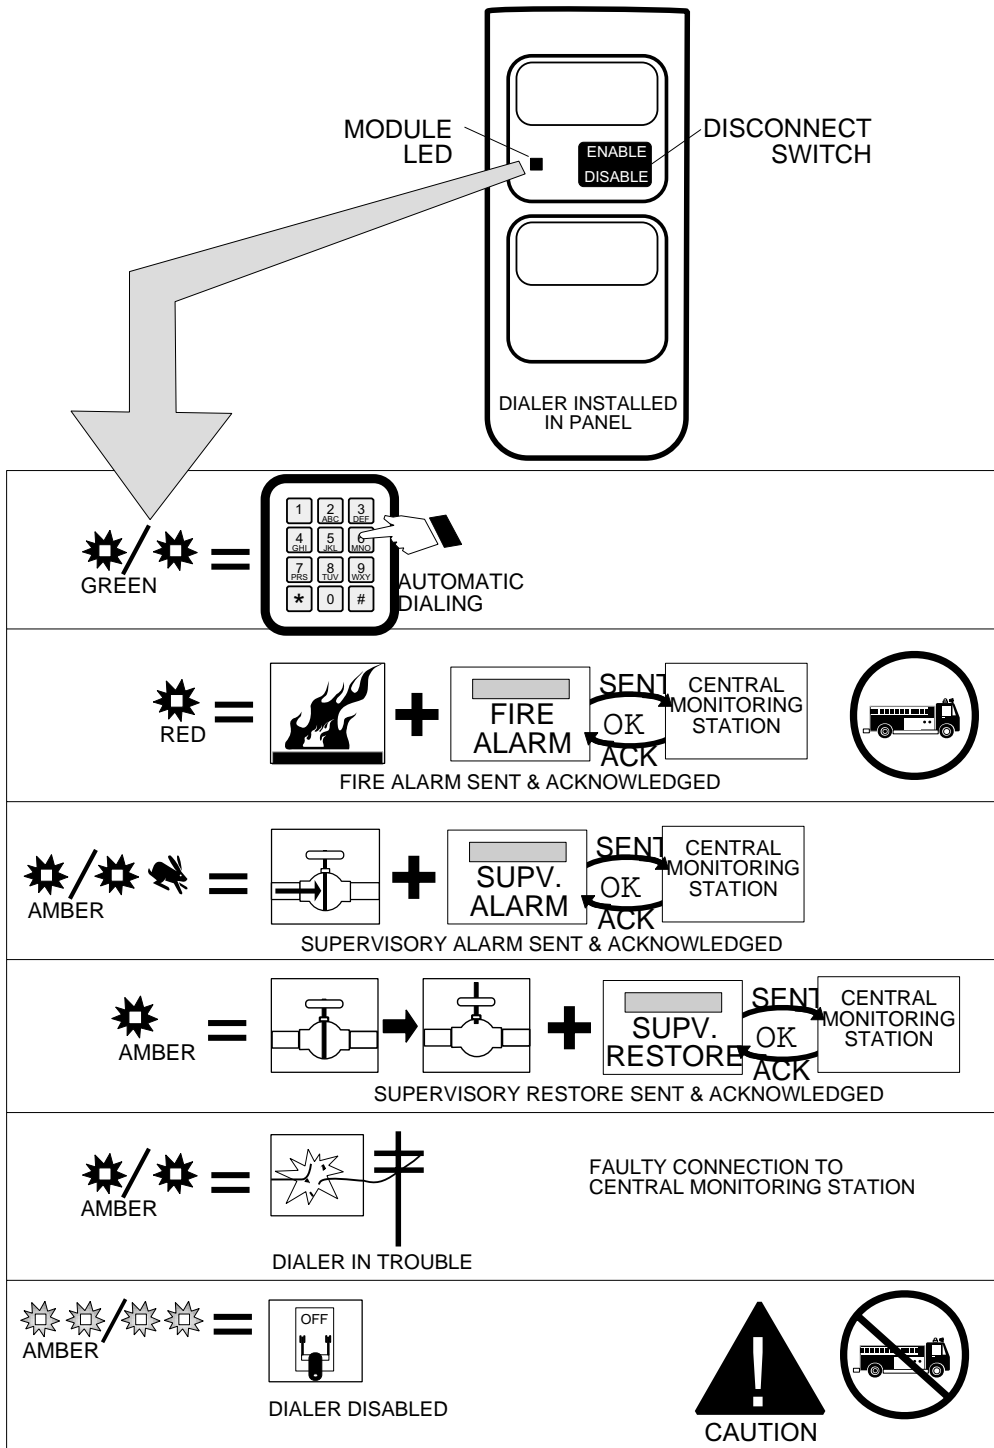 MODULE
LED
ENABLE
DISABLE
DISCONNECT
SWITCH
DIALER INSTALLED
IN PANEL
GREEN
1 2 3
ABC DEF
4 5 6
GHI JKL MNO
7 8 9
PRS TUV WXY
* 0 #
AUTOMATIC
DIALING
RED
FIRE
ALARM
SENT
OK
ACK
CENTRAL
MONITORING
STATION
FIRE ALARM SENT & ACKNOWLEDGED
AMBER
SUPV.
ALARM
SENT
OK
ACK
CENTRAL
MONITORING
STATION
SUPERVISORY ALARM SENT & ACKNOWLEDGED
AMBER
SUPV.
RESTORE
SENT
OK
ACK
CENTRAL
MONITORING
STATION
SUPERVISORY RESTORE SENT & ACKNOWLEDGED
AMBER
DIALER IN TROUBLE
FAULTY CONNECTION TO
CENTRAL MONITORING STATION
AMBER
OFF
DIALER DISABLED
!
CAUTION